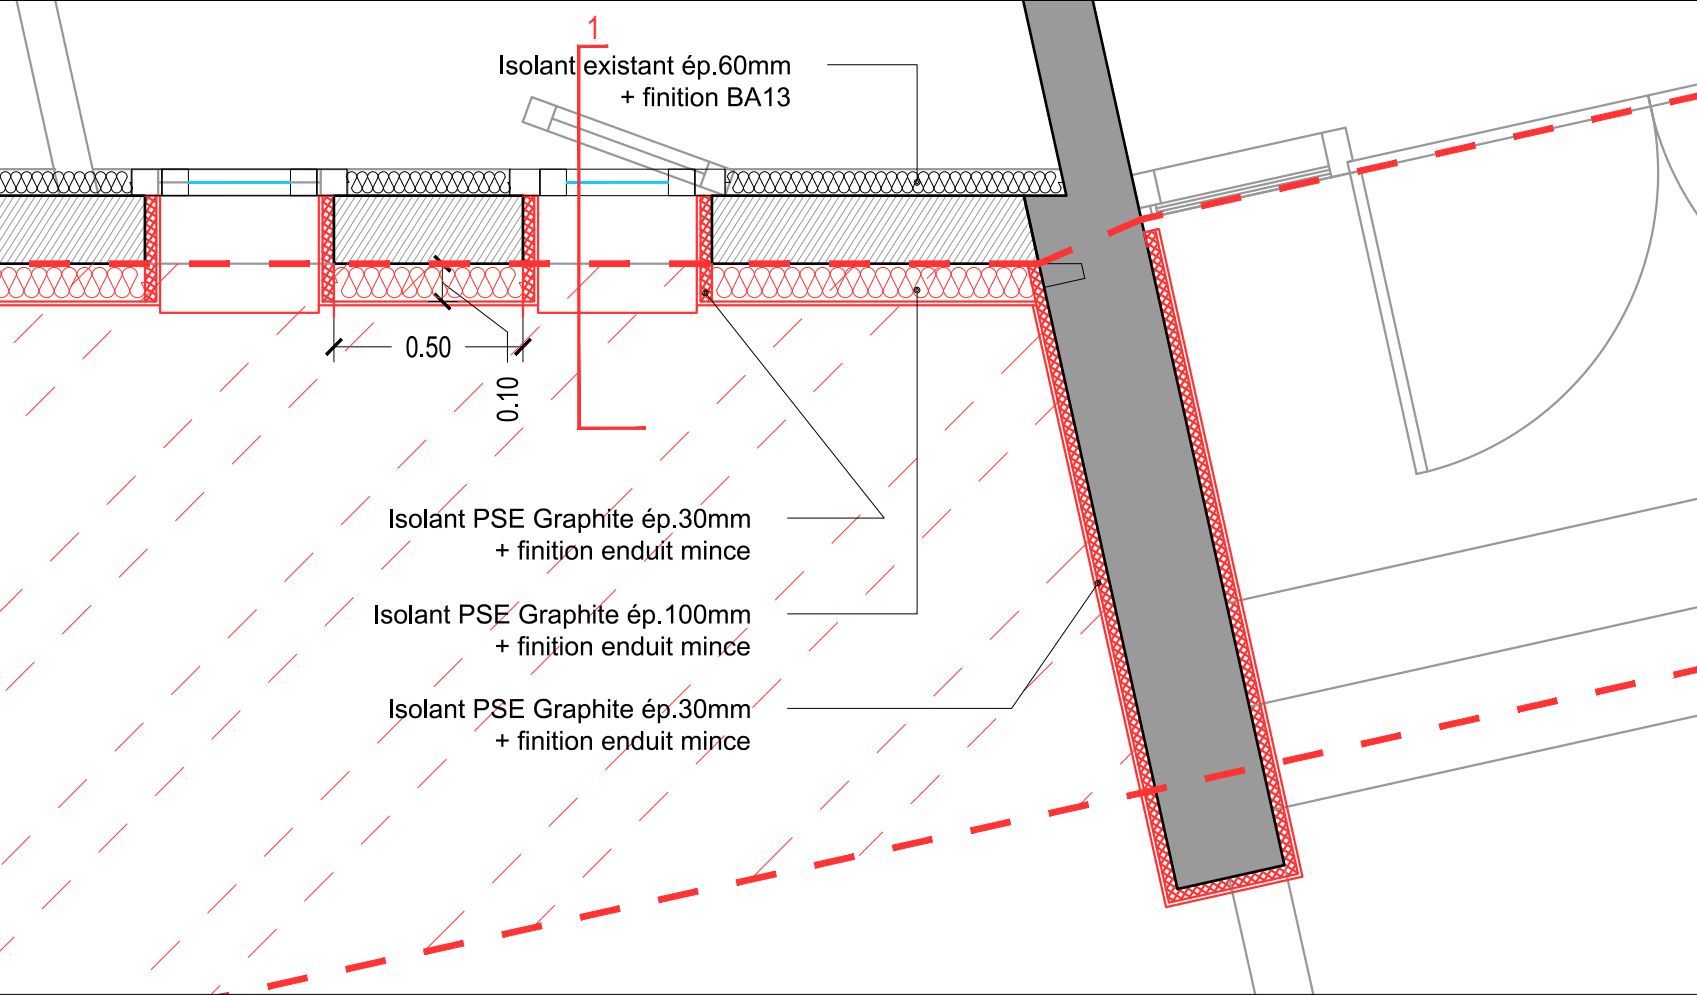 1
Isolant existant ép.60mm
+ finition BA13
0.50
0.10
Isolant PSE Graphite ép.30mm
+ finition enduit mince
Isolant PSE Graphite ép.100mm
+ finition enduit mince
Isolant PSE Graphite ép.30mm
+ finition enduit mince